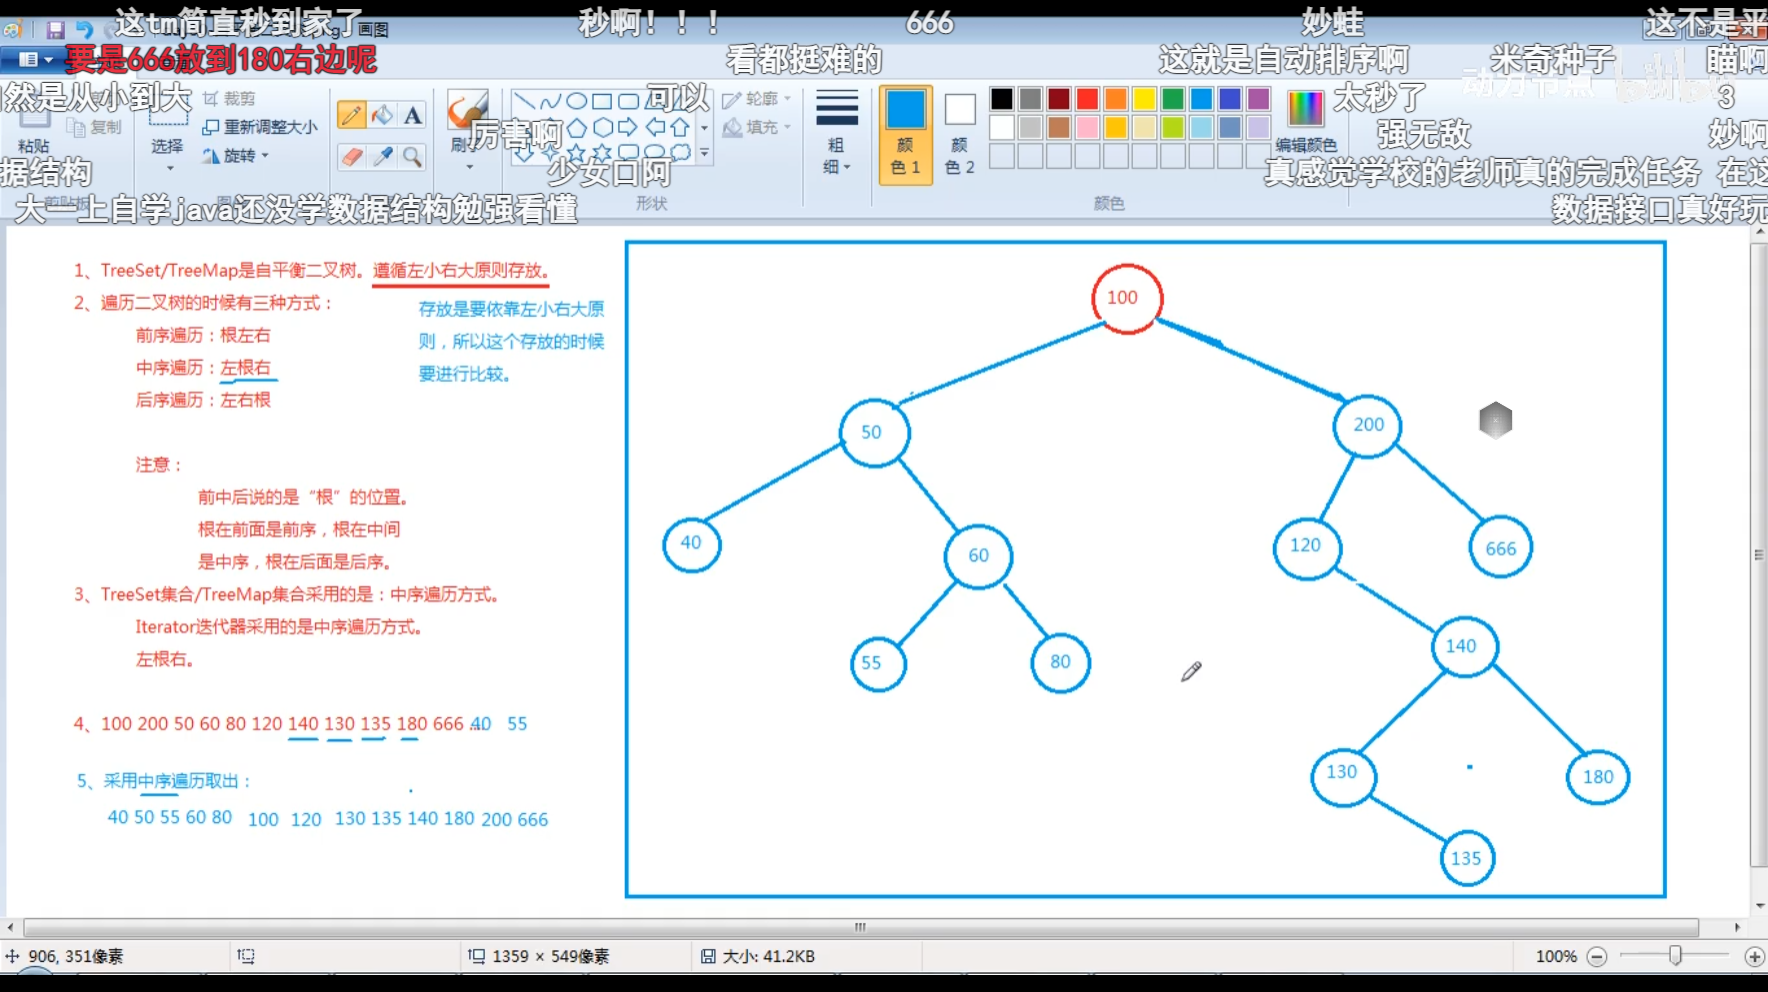 这tm简直秒到家了
秒啊！！！
666
妙蛙
这不是平
画图
要是666放到180右边呢
看都挺难的
这就是自动排序啊
米奇种子
瞄啊
然是从小到大
裁剪
可以
轮廓
动力节点
bilibili
太秒了
3
复制
重新调整大小
厉害啊
填充
强无敌
妙啊
粘贴
选择
旋转
刷子
粗细
颜色 1
颜色 2
编辑颜色
据结构
少女口阿
真感觉学校的老师真的完成任务
在这
剪贴板
形状
颜色
大一上自学java还没学数据结构勉强看懂
数据接口真好玩
1、TreeSet/TreeMap是自平衡二叉树。遵循左小右大原则存放。
2、遍历二叉树的时候有三种方式：
前序遍历：根左右
中序遍历：左根右
后序遍历：左右根
存放是要依靠左小右大原
则，所以这个存放的时候
要进行比较。
注意：
前中后说的是“根”的位置。
根在前面是前序，根在中间
是中序，根在后面是后序。
3、TreeSet集合/TreeMap集合采用的是：中序遍历方式。
Iterator迭代器采用的是中序遍历方式。
左根右。
4、100 200 50 60 80 120 140 130 135 180 666 ... 40 55
5、采用中序遍历取出：
40 50 55 60 80 100 120 130 135 140 180 200 666
100
50
200
40
60
120
666
55
80
140
130
180
135
906, 351像素
1359 × 549像素
大小: 41.2KB
100%